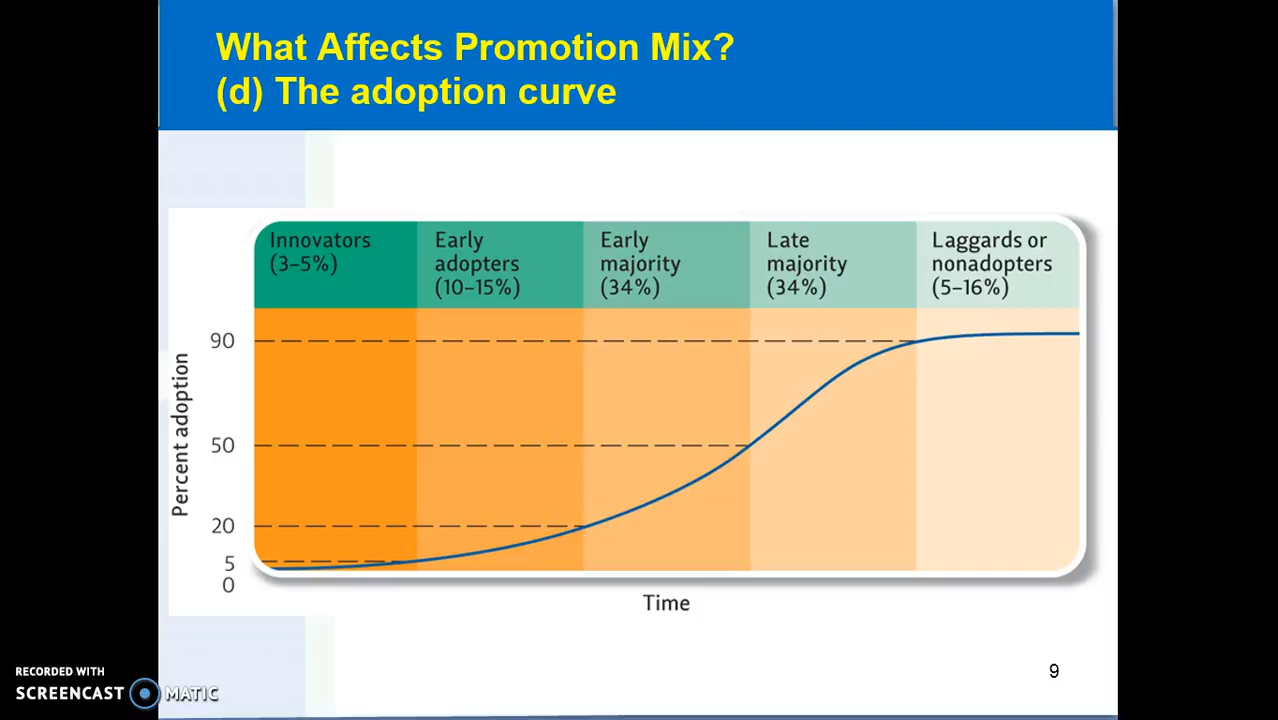 What Affects Promotion Mix?
(d) The adoption curve
Innovators
(3–5%)
Early
adopters
(10–15%)
Early
majority
(34%)
Late
majority
(34%)
Laggards or
nonadopters
(5–16%)
Percent adoption
90
50
20
5
0
Time
9
RECORDED WITH
SCREENCAST MATIC